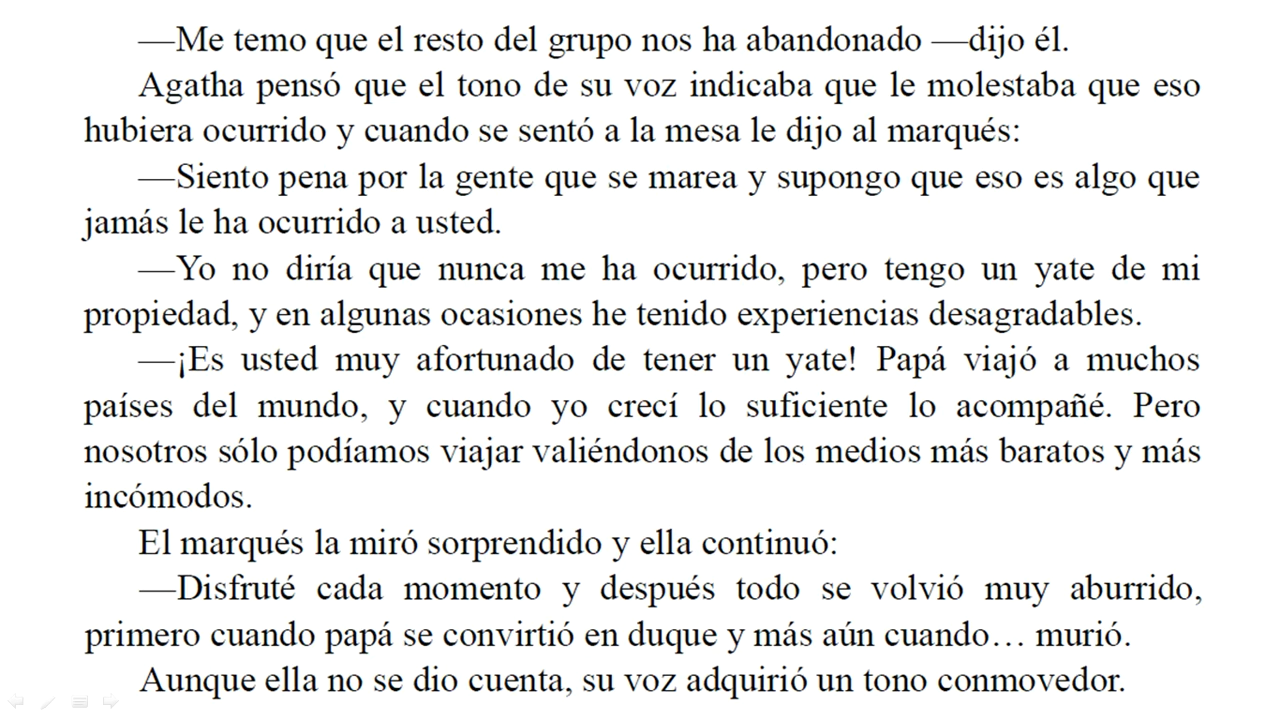 —Me temo que el resto del grupo nos ha abandonado —dijo él.
Agatha pensó que el tono de su voz indicaba que le molestaba que eso
hubiera ocurrido y cuando se sentó a la mesa le dijo al marqués:
—Siento pena por la gente que se marea y supongo que eso es algo que
jamás le ha ocurrido a usted.
—Yo no diría que nunca me ha ocurrido, pero tengo un yate de mi
propiedad, y en algunas ocasiones he tenido experiencias desagradables.
—¡Es usted muy afortunado de tener un yate! Papá viajó a muchos
países del mundo, y cuando yo crecí lo suficiente lo acompañé. Pero
nosotros sólo podíamos viajar valiéndonos de los medios más baratos y más
incómodos.
El marqués la miró sorprendido y ella continuó:
—Disfruté cada momento y después todo se volvió muy aburrido,
primero cuando papá se convirtió en duque y más aún cuando… murió.
Aunque ella no se dio cuenta, su voz adquirió un tono conmovedor.